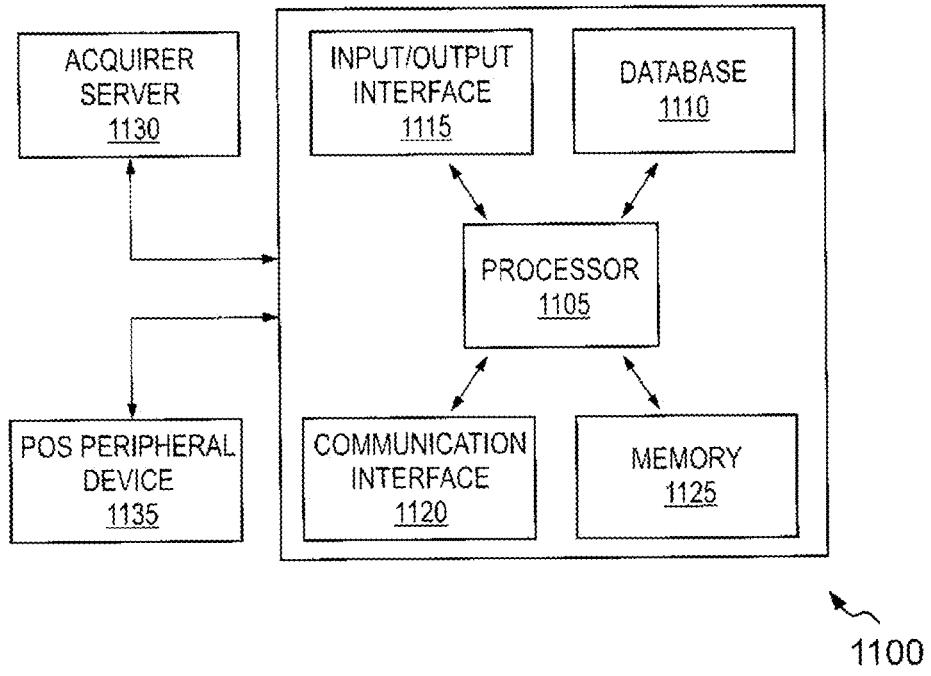 ACQUIRER
SERVER
1130
INPUT/OUTPUT
INTERFACE
1115
DATABASE
1110
PROCESSOR
1105
POS PERIPHERAL
DEVICE
1135
COMMUNICATION
INTERFACE
1120
MEMORY
1125
1100